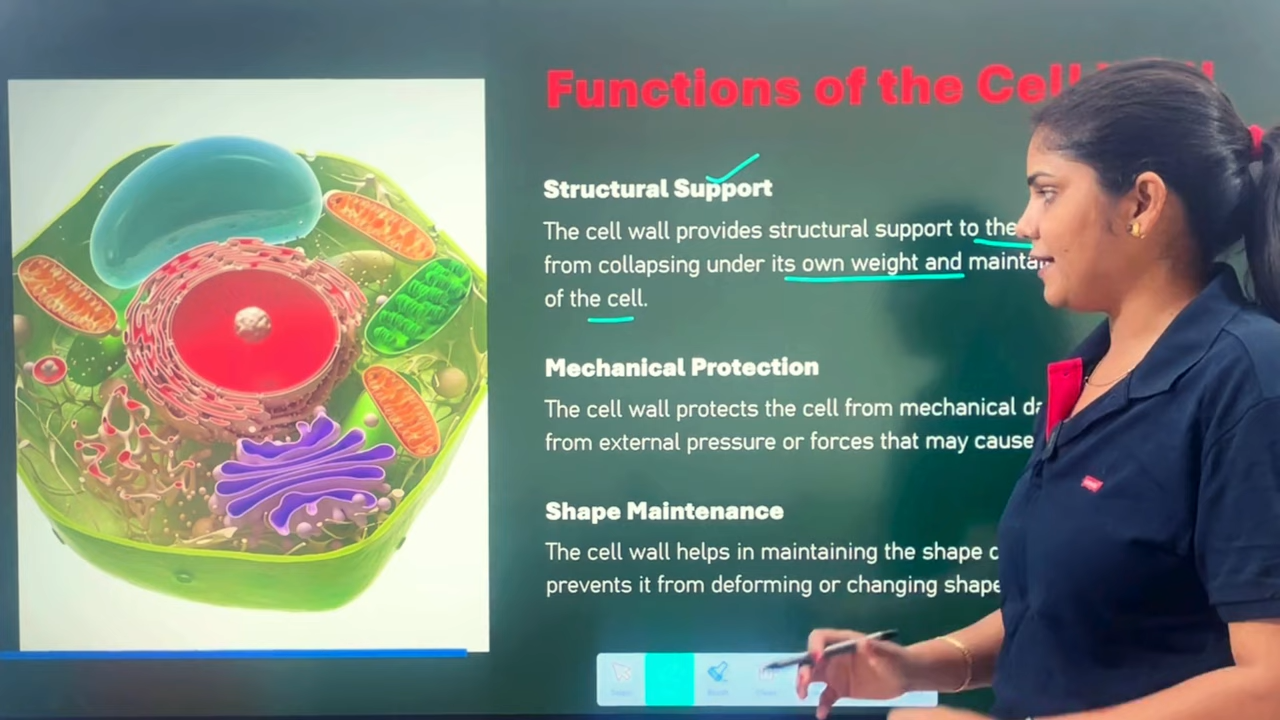 Functions of the Cell
Structural Support
The cell wall provides structural support to the
from collapsing under its own weight and
of the cell.
Mechanical Protection
The cell wall protects the cell from mechanical
from external pressure or forces that may cause
Shape Maintenance
The cell wall helps in maintaining the shape
prevents it from deforming or changing shape